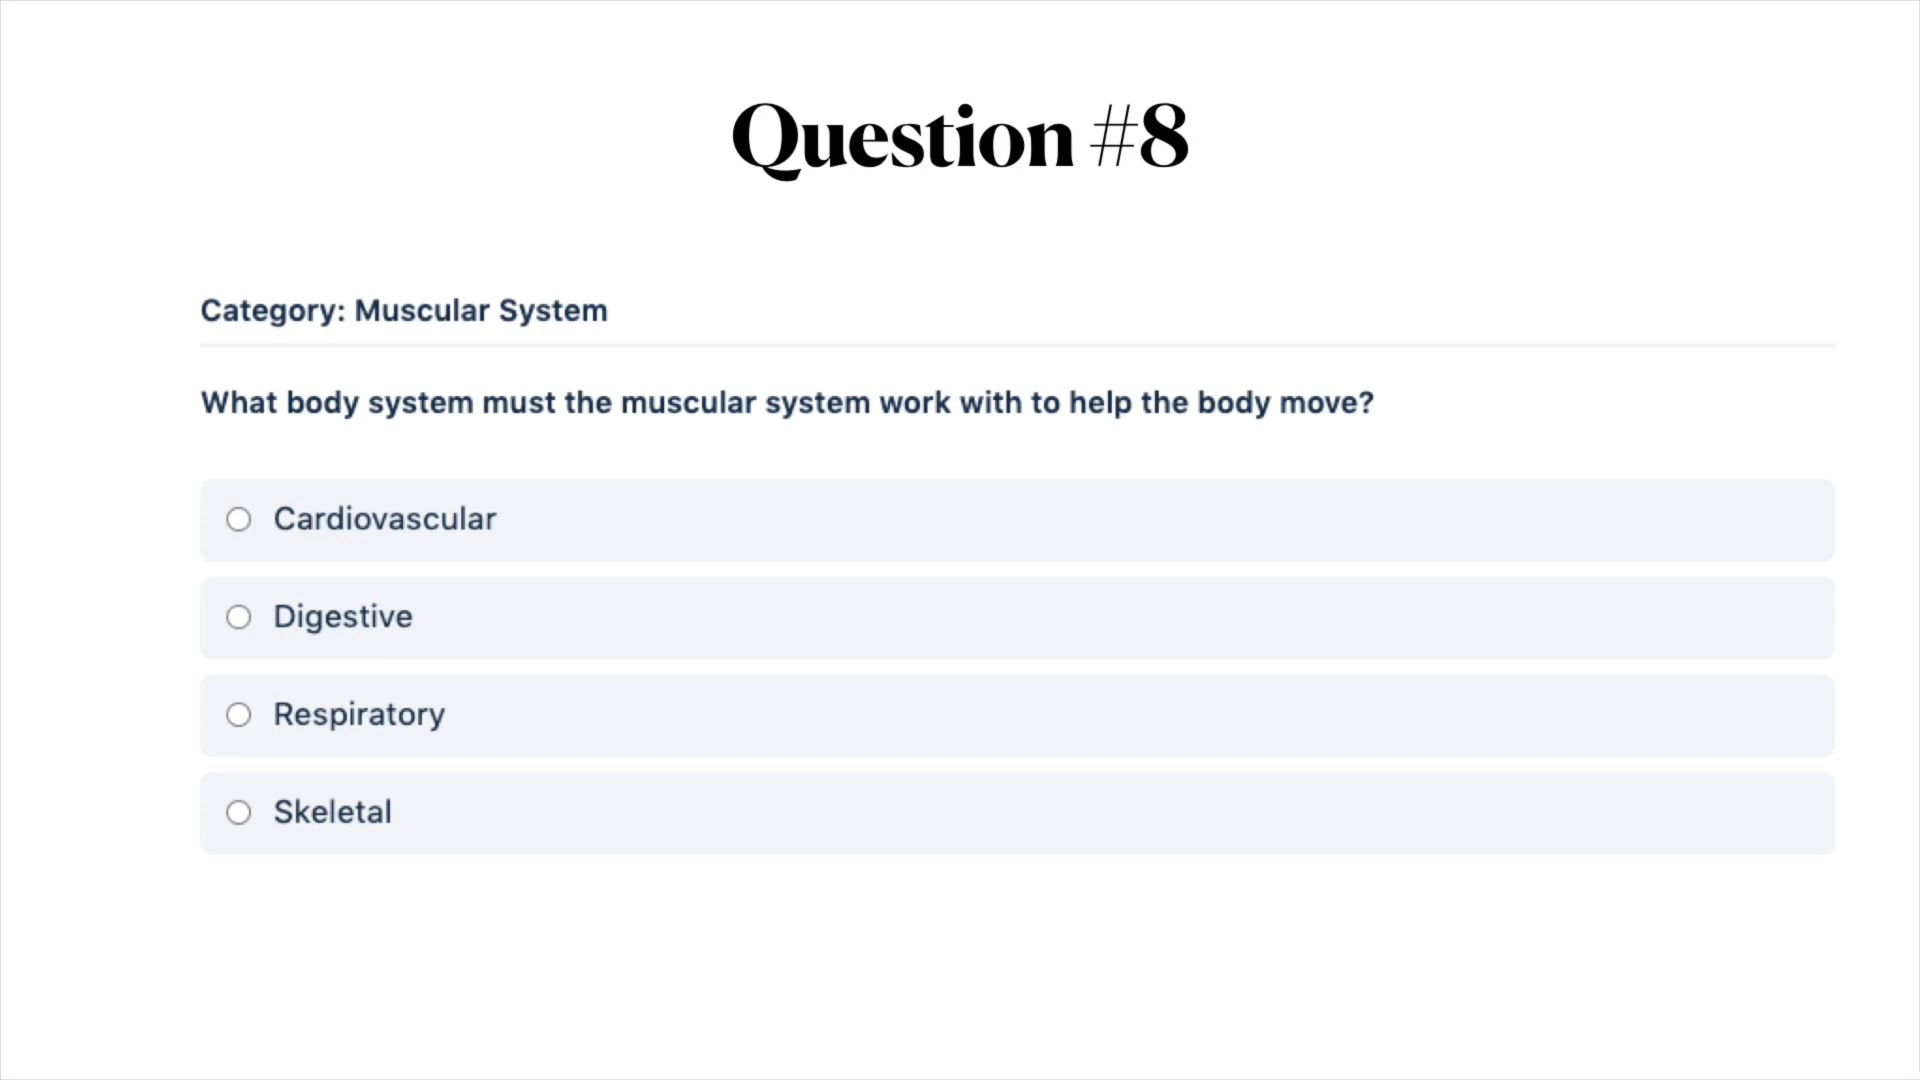 Question #8
Category: Muscular System
What body system must the muscular system work with to help the body move?
Cardiovascular
Digestive
Respiratory
Skeletal